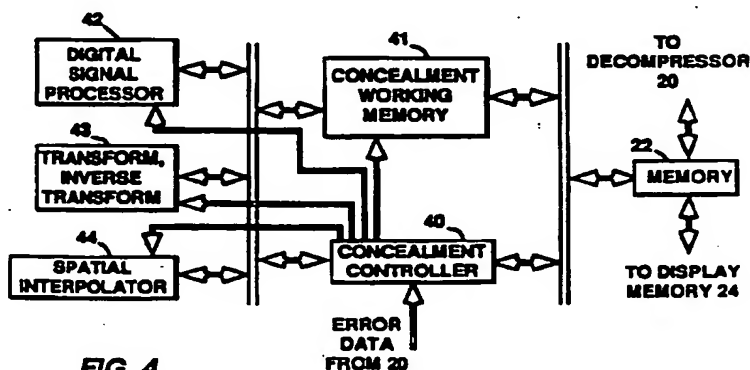 42
DIGITAL
SIGNAL
PROCESSOR
43
TRANSFORM,
INVERSE
TRANSFORM
44
SPATIAL
INTERPOLATOR
41
CONCEALMENT
WORKING
MEMORY
40
CONCEALMENT
CONTROLLER
ERROR
DATA
FROM 20
TO
DECOMPRESSOR
20
22
MEMORY
TO DISPLAY
MEMORY 24
FIG. 4